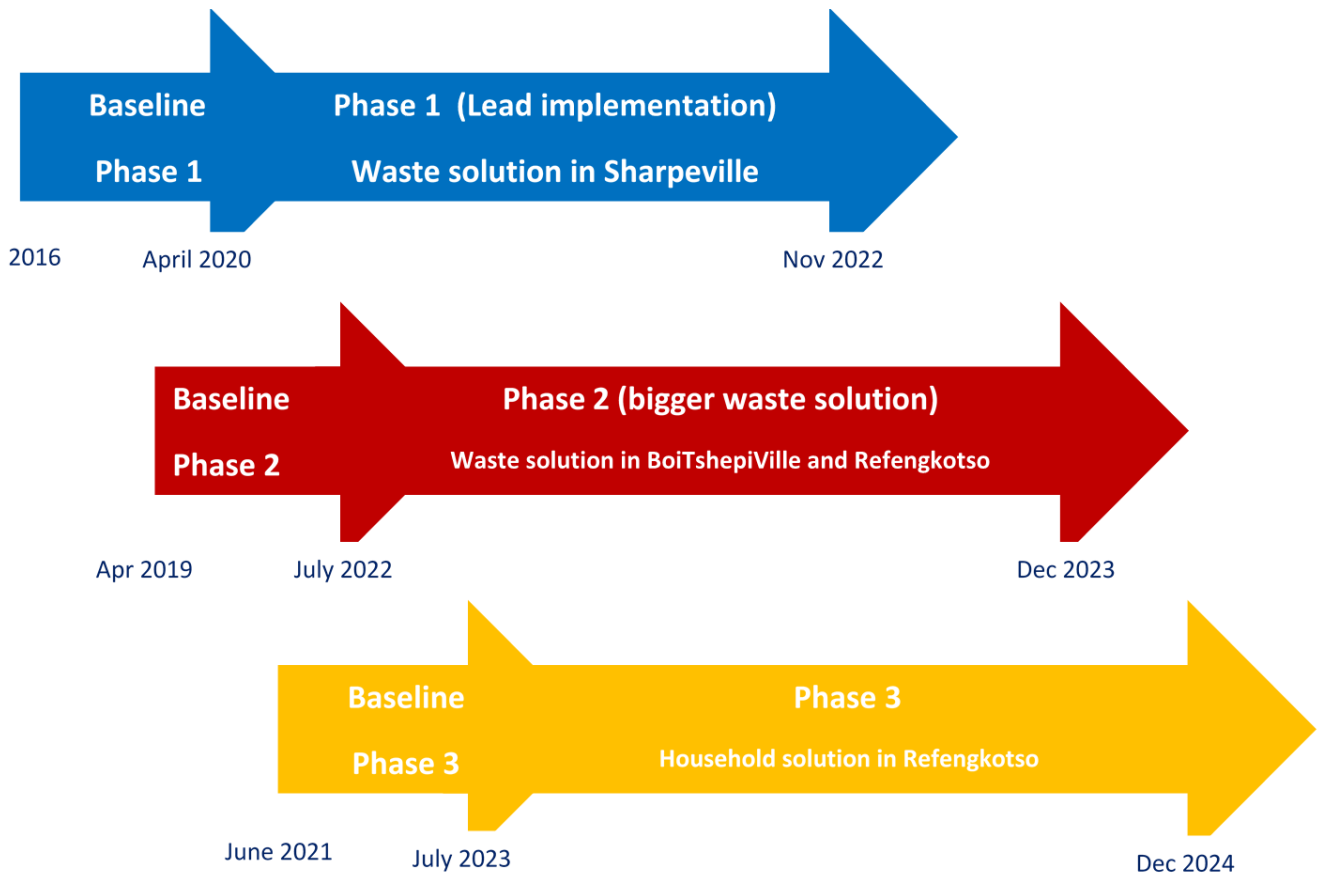 Baseline
Phase 1
Phase 1 (Lead implementation)
Waste solution in Sharpeville
2016
April 2020
Nov 2022
Baseline
Phase 2
Phase 2 (bigger waste solution)
Waste solution in BoiTshepiVille and Refengkotso
Apr 2019
July 2022
Dec 2023
Baseline
Phase 3
Phase 3
Household solution in Refengkotso
June 2021
July 2023
Dec 2024